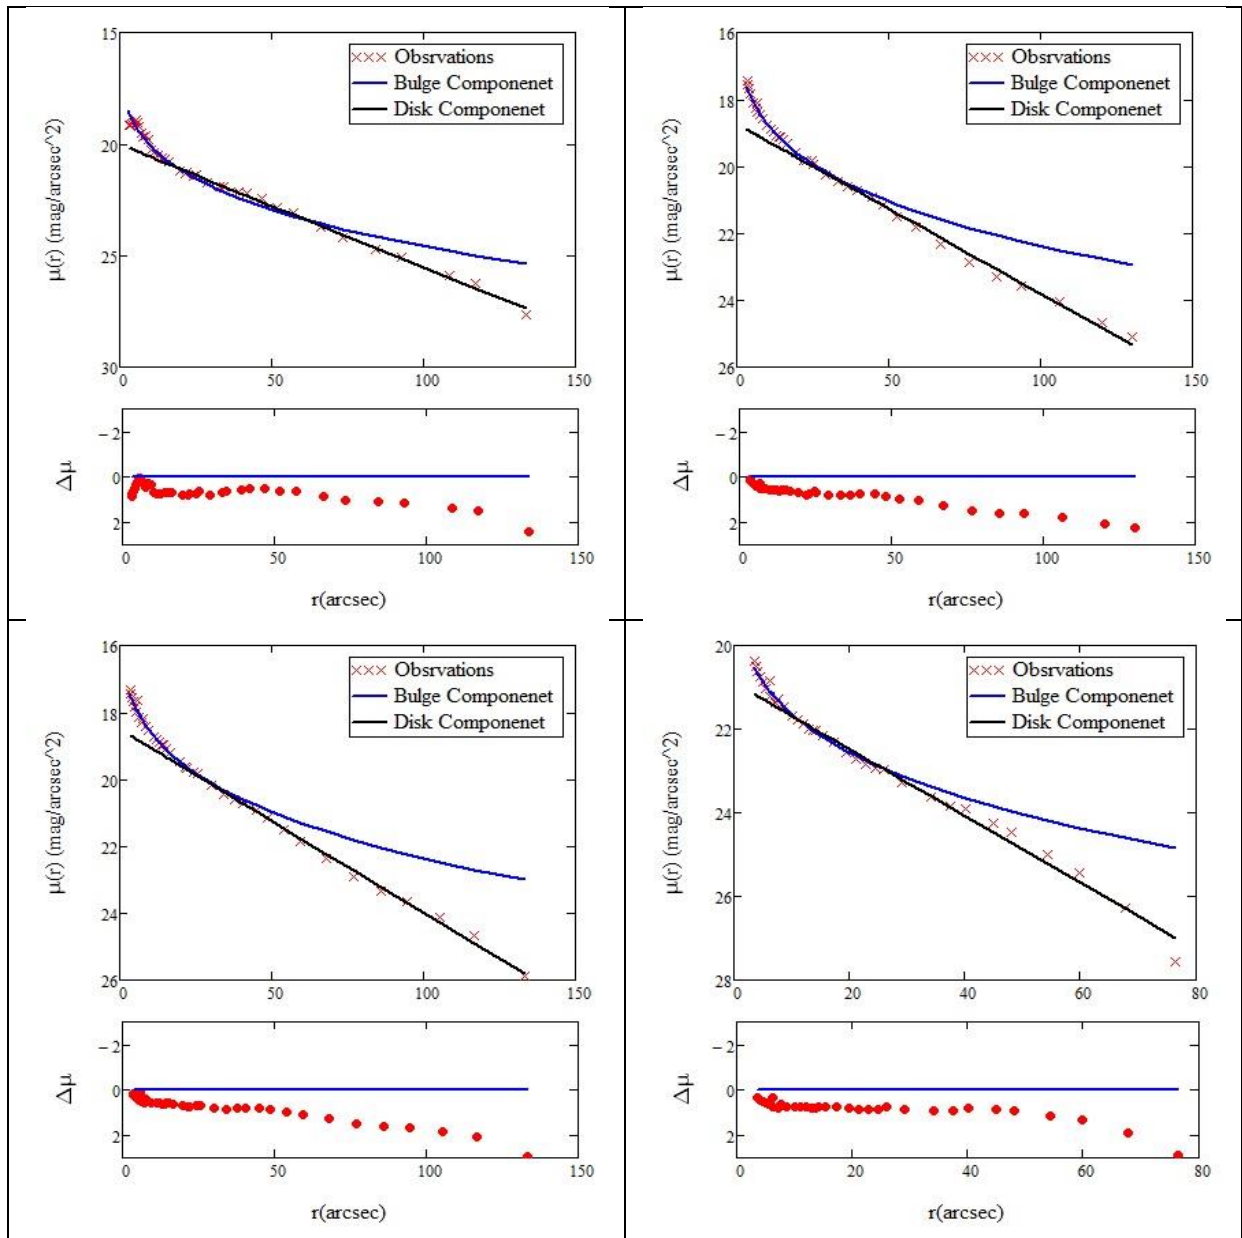 15
20
25
30
0
50
100
150
μ(r) (mag/arcsec^2)
××× Obsrvations
Bulge Componenet
Disk Componenet
− 2
0
2
Δμ
0
50
100
150
r(arcsec)
16
18
20
22
24
26
0
50
100
150
μ(r) (mag/arcsec^2)
××× Obsrvations
Bulge Componenet
Disk Componenet
− 2
0
2
Δμ
0
50
100
150
r(arcsec)
16
18
20
22
24
26
0
50
100
150
μ(r) (mag/arcsec^2)
××× Obsrvations
Bulge Componenet
Disk Componenet
− 2
0
2
Δμ
0
50
100
150
r(arcsec)
20
22
24
26
28
0
20
40
60
80
μ(r) (mag/arcsec^2)
××× Obsrvations
Bulge Componenet
Disk Componenet
− 2
0
2
Δμ
0
20
40
60
80
r(arcsec)